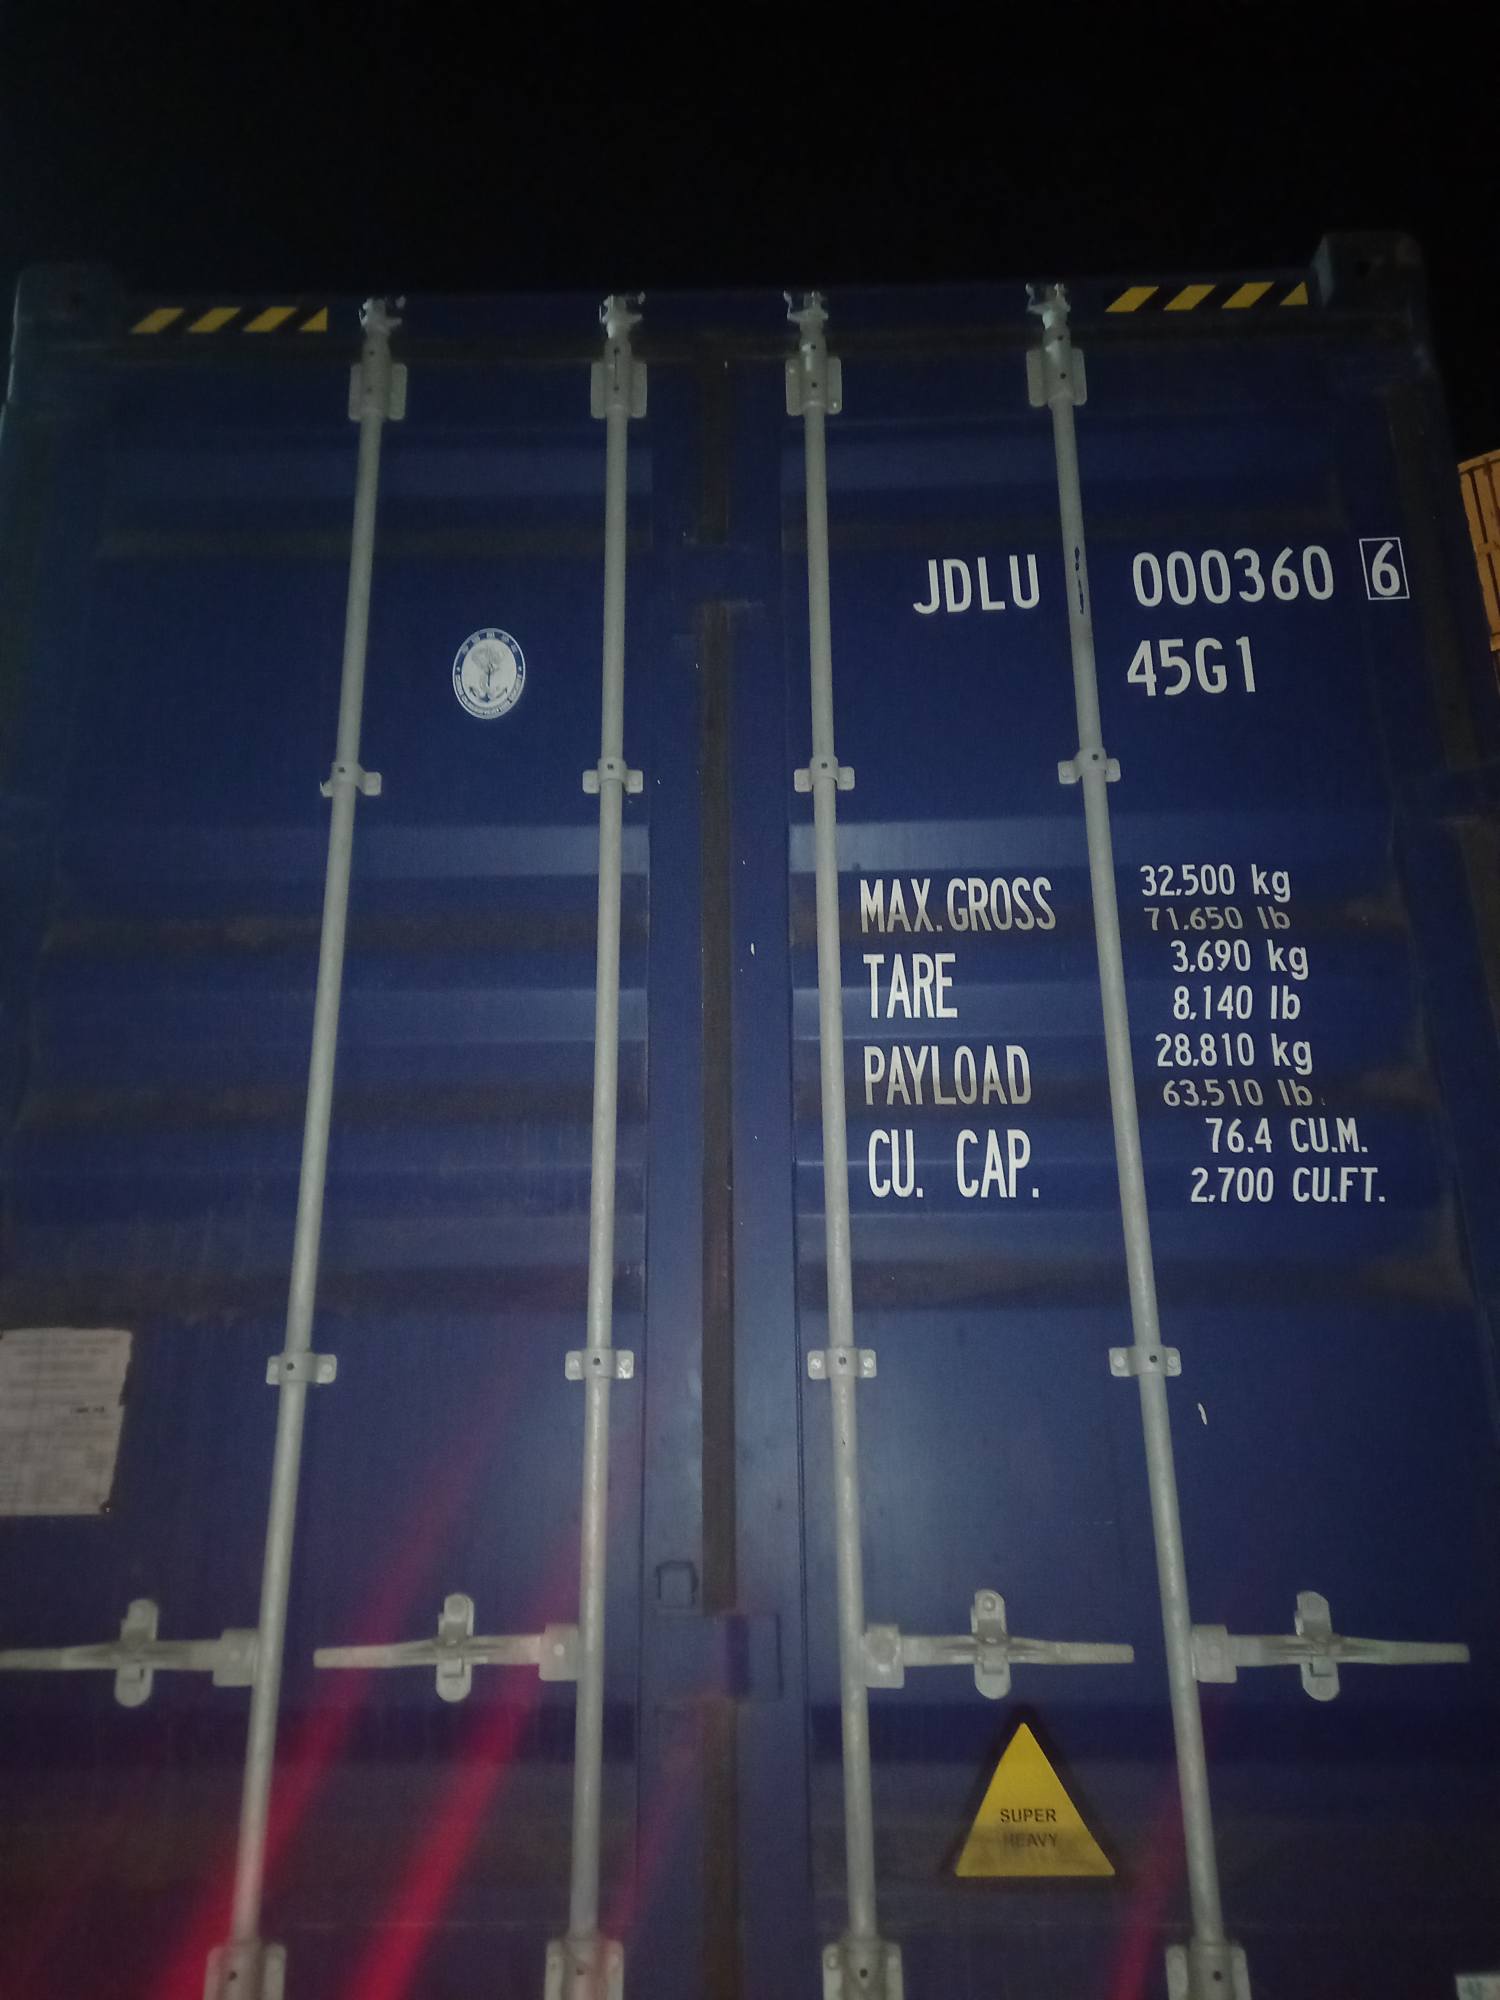 JDLU 000360 6
45G1
MAX.GROSS 32,500 kg
71,650 lb
TARE 3,690 kg
8,140 lb
PAYLOAD 28,810 kg
63,510 lb
CU. CAP. 76.4 CU.M.
2,700 CU.FT.
SUPER
HEAVY